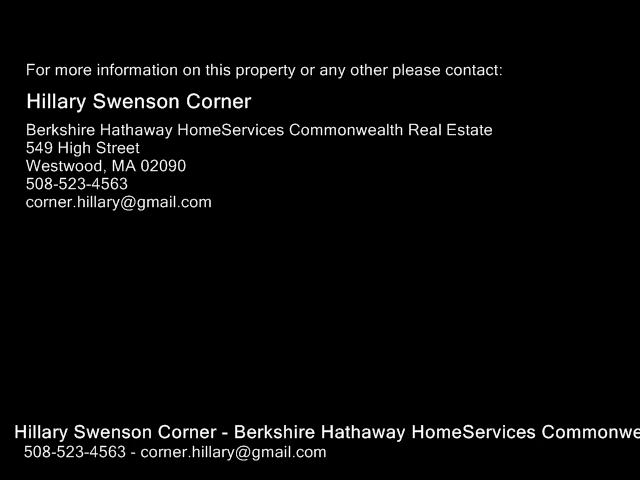 For more information on this property or any other please contact:
Hillary Swenson Corner
Berkshire Hathaway HomeServices Commonwealth Real Estate
549 High Street
Westwood, MA 02090
508-523-4563
corner.hillary@gmail.com
Hillary Swenson Corner - Berkshire Hathaway HomeServices Commonwe
508-523-4563 - corner.hillary@gmail.com